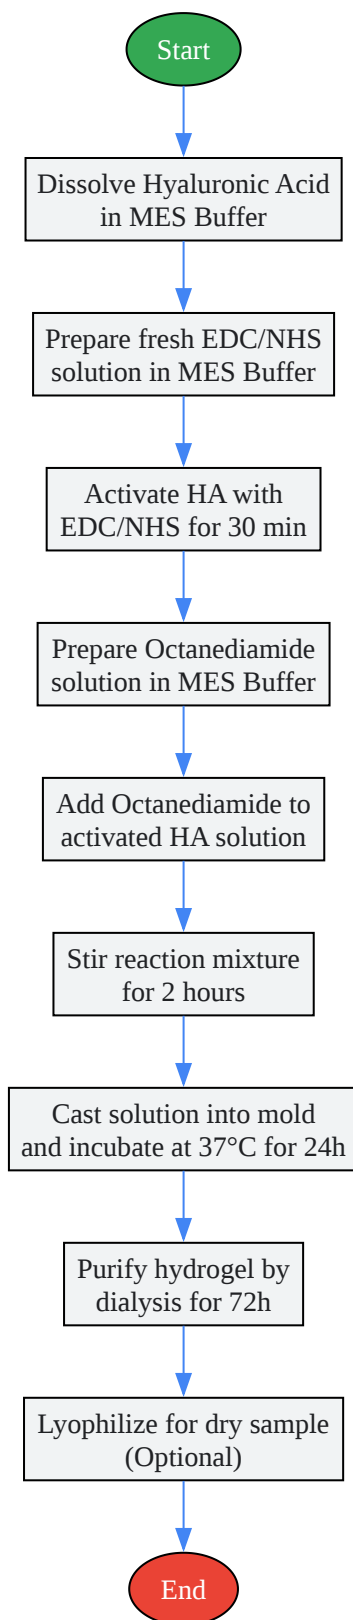 Start
Dissolve Hyaluronic Acid
in MES Buffer
Prepare fresh EDC/NHS
solution in MES Buffer
Activate HA with
EDC/NHS for 30 min
Prepare Octanediamide
solution in MES Buffer
Add Octanediamide to
activated HA solution
Stir reaction mixture
for 2 hours
Cast solution into mold
and incubate at 37°C for 24h
Purify hydrogel by
dialysis for 72h
Lyophilize for dry sample
(Optional)
End